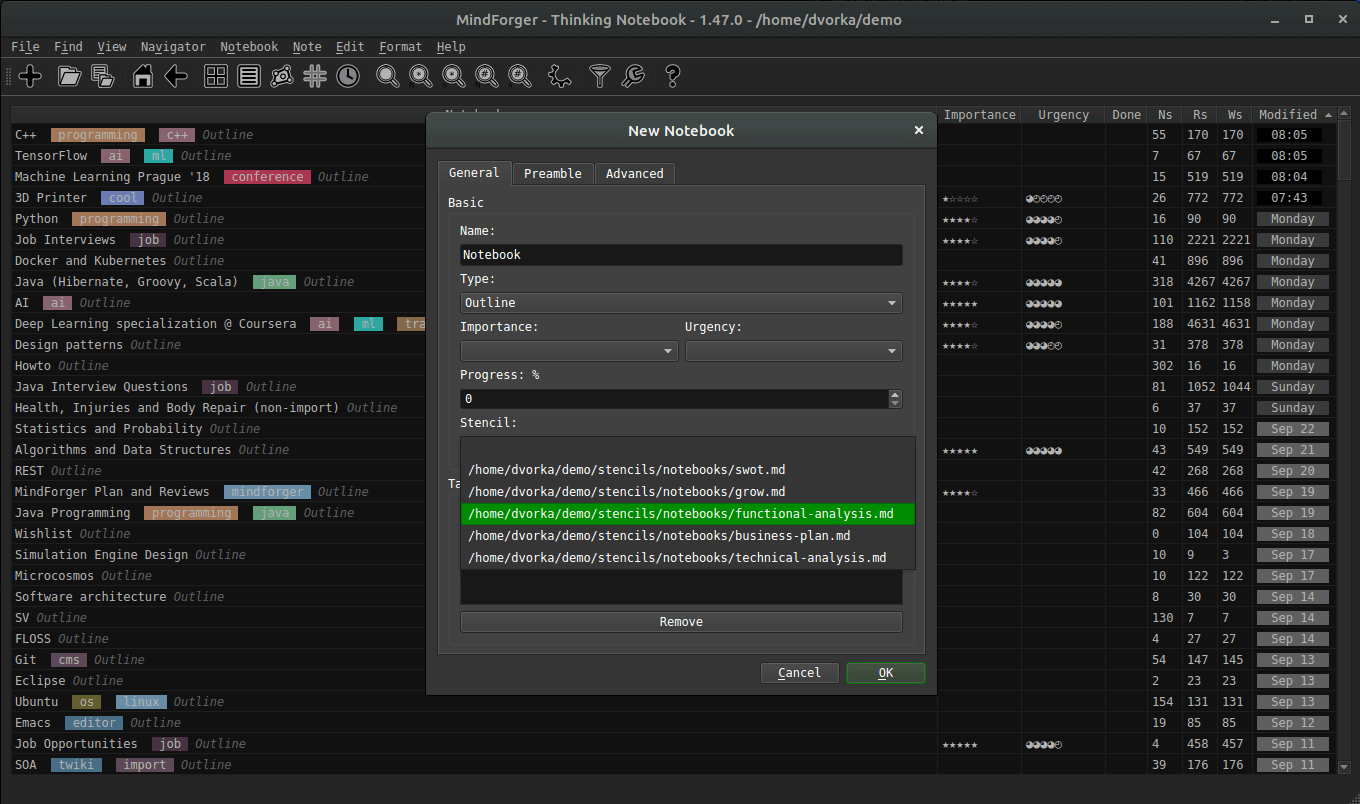 MindForger - Thinking Notebook - 1.47.0 - /home/dvorka/demo
File Find View Navigator Notebook Note Edit Format Help
Importance Urgency Done Ns Rs Ws Modified
C++ programming c++ Outline 55 170 170 08:05
TensorFlow ai ml Outline 7 67 67 08:05
Machine Learning Prague '18 conference Outline 15 519 519 08:04
3D Printer cool Outline ★☆☆☆☆ 26 772 772 07:43
Python programming Outline ★★★★☆ 16 90 90 Monday
Job Interviews job Outline ★★★★☆ 110 2221 2221 Monday
Docker and Kubernetes Outline 41 896 896 Monday
Java (Hibernate, Groovy, Scala) java Outline ★★★★☆ 318 4267 4267 Monday
AI ai Outline ★★★★★ 101 1162 1158 Monday
Deep Learning specialization @ Coursera ai ml tra ★★★★☆ 188 4631 4631 Monday
Design patterns Outline ★★★★☆ 31 378 378 Monday
Howto Outline 302 16 16 Monday
Java Interview Questions job Outline 81 1052 1044 Sunday
Health, Injuries and Body Repair (non-import) Outline 6 37 37 Sunday
Statistics and Probability Outline 10 152 152 Sep 22
Algorithms and Data Structures Outline ★★★★★ 43 549 549 Sep 21
REST Outline 42 268 268 Sep 20
MindForger Plan and Reviews mindforger Outline ★★★★☆ 33 466 466 Sep 19
Java Programming programming java Outline 82 604 604 Sep 19
Wishlist Outline 0 104 104 Sep 18
Simulation Engine Design Outline 10 9 3 Sep 17
Microcosmos Outline 10 122 122 Sep 17
Software architecture Outline 8 30 30 Sep 14
SV Outline 130 7 7 Sep 14
FLOSS Outline 4 27 27 Sep 14
Git cms Outline 54 147 145 Sep 13
Eclipse Outline 2 23 23 Sep 13
Ubuntu os linux Outline 154 131 131 Sep 13
Emacs editor Outline 19 85 85 Sep 12
Job Opportunities job Outline ★★★★★ 4 458 457 Sep 11
SOA twiki import Outline 39 176 176 Sep 11
New Notebook
General Preamble Advanced
Basic
Name:
Notebook
Type:
Outline
Importance: Urgency:
Progress: %
0
Stencil:
/home/dvorka/demo/stencils/notebooks/swot.md
Ta
/home/dvorka/demo/stencils/notebooks/grow.md
/home/dvorka/demo/stencils/notebooks/functional-analysis.md
/home/dvorka/demo/stencils/notebooks/business-plan.md
/home/dvorka/demo/stencils/notebooks/technical-analysis.md
Remove
Cancel OK